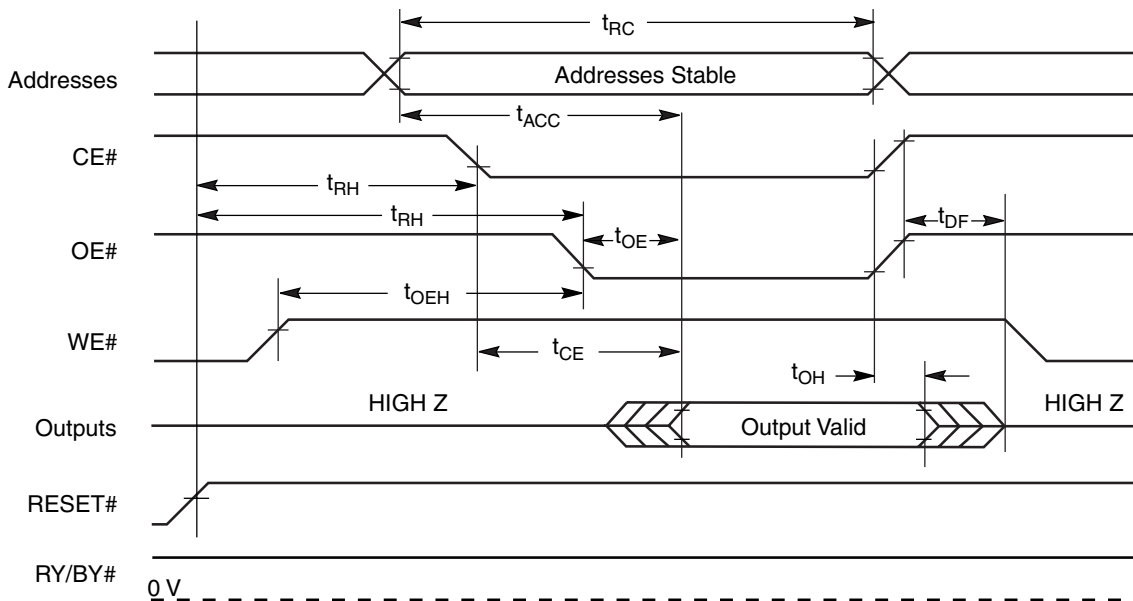 tRC
Addresses
Addresses Stable
tACC
CE#
tRH
tRH
tDF
OE#
tOE
tOEH
WE#
tCE
tOH
HIGH Z
HIGH Z
Outputs
Output Valid
RESET#
RY/BY#
0 V